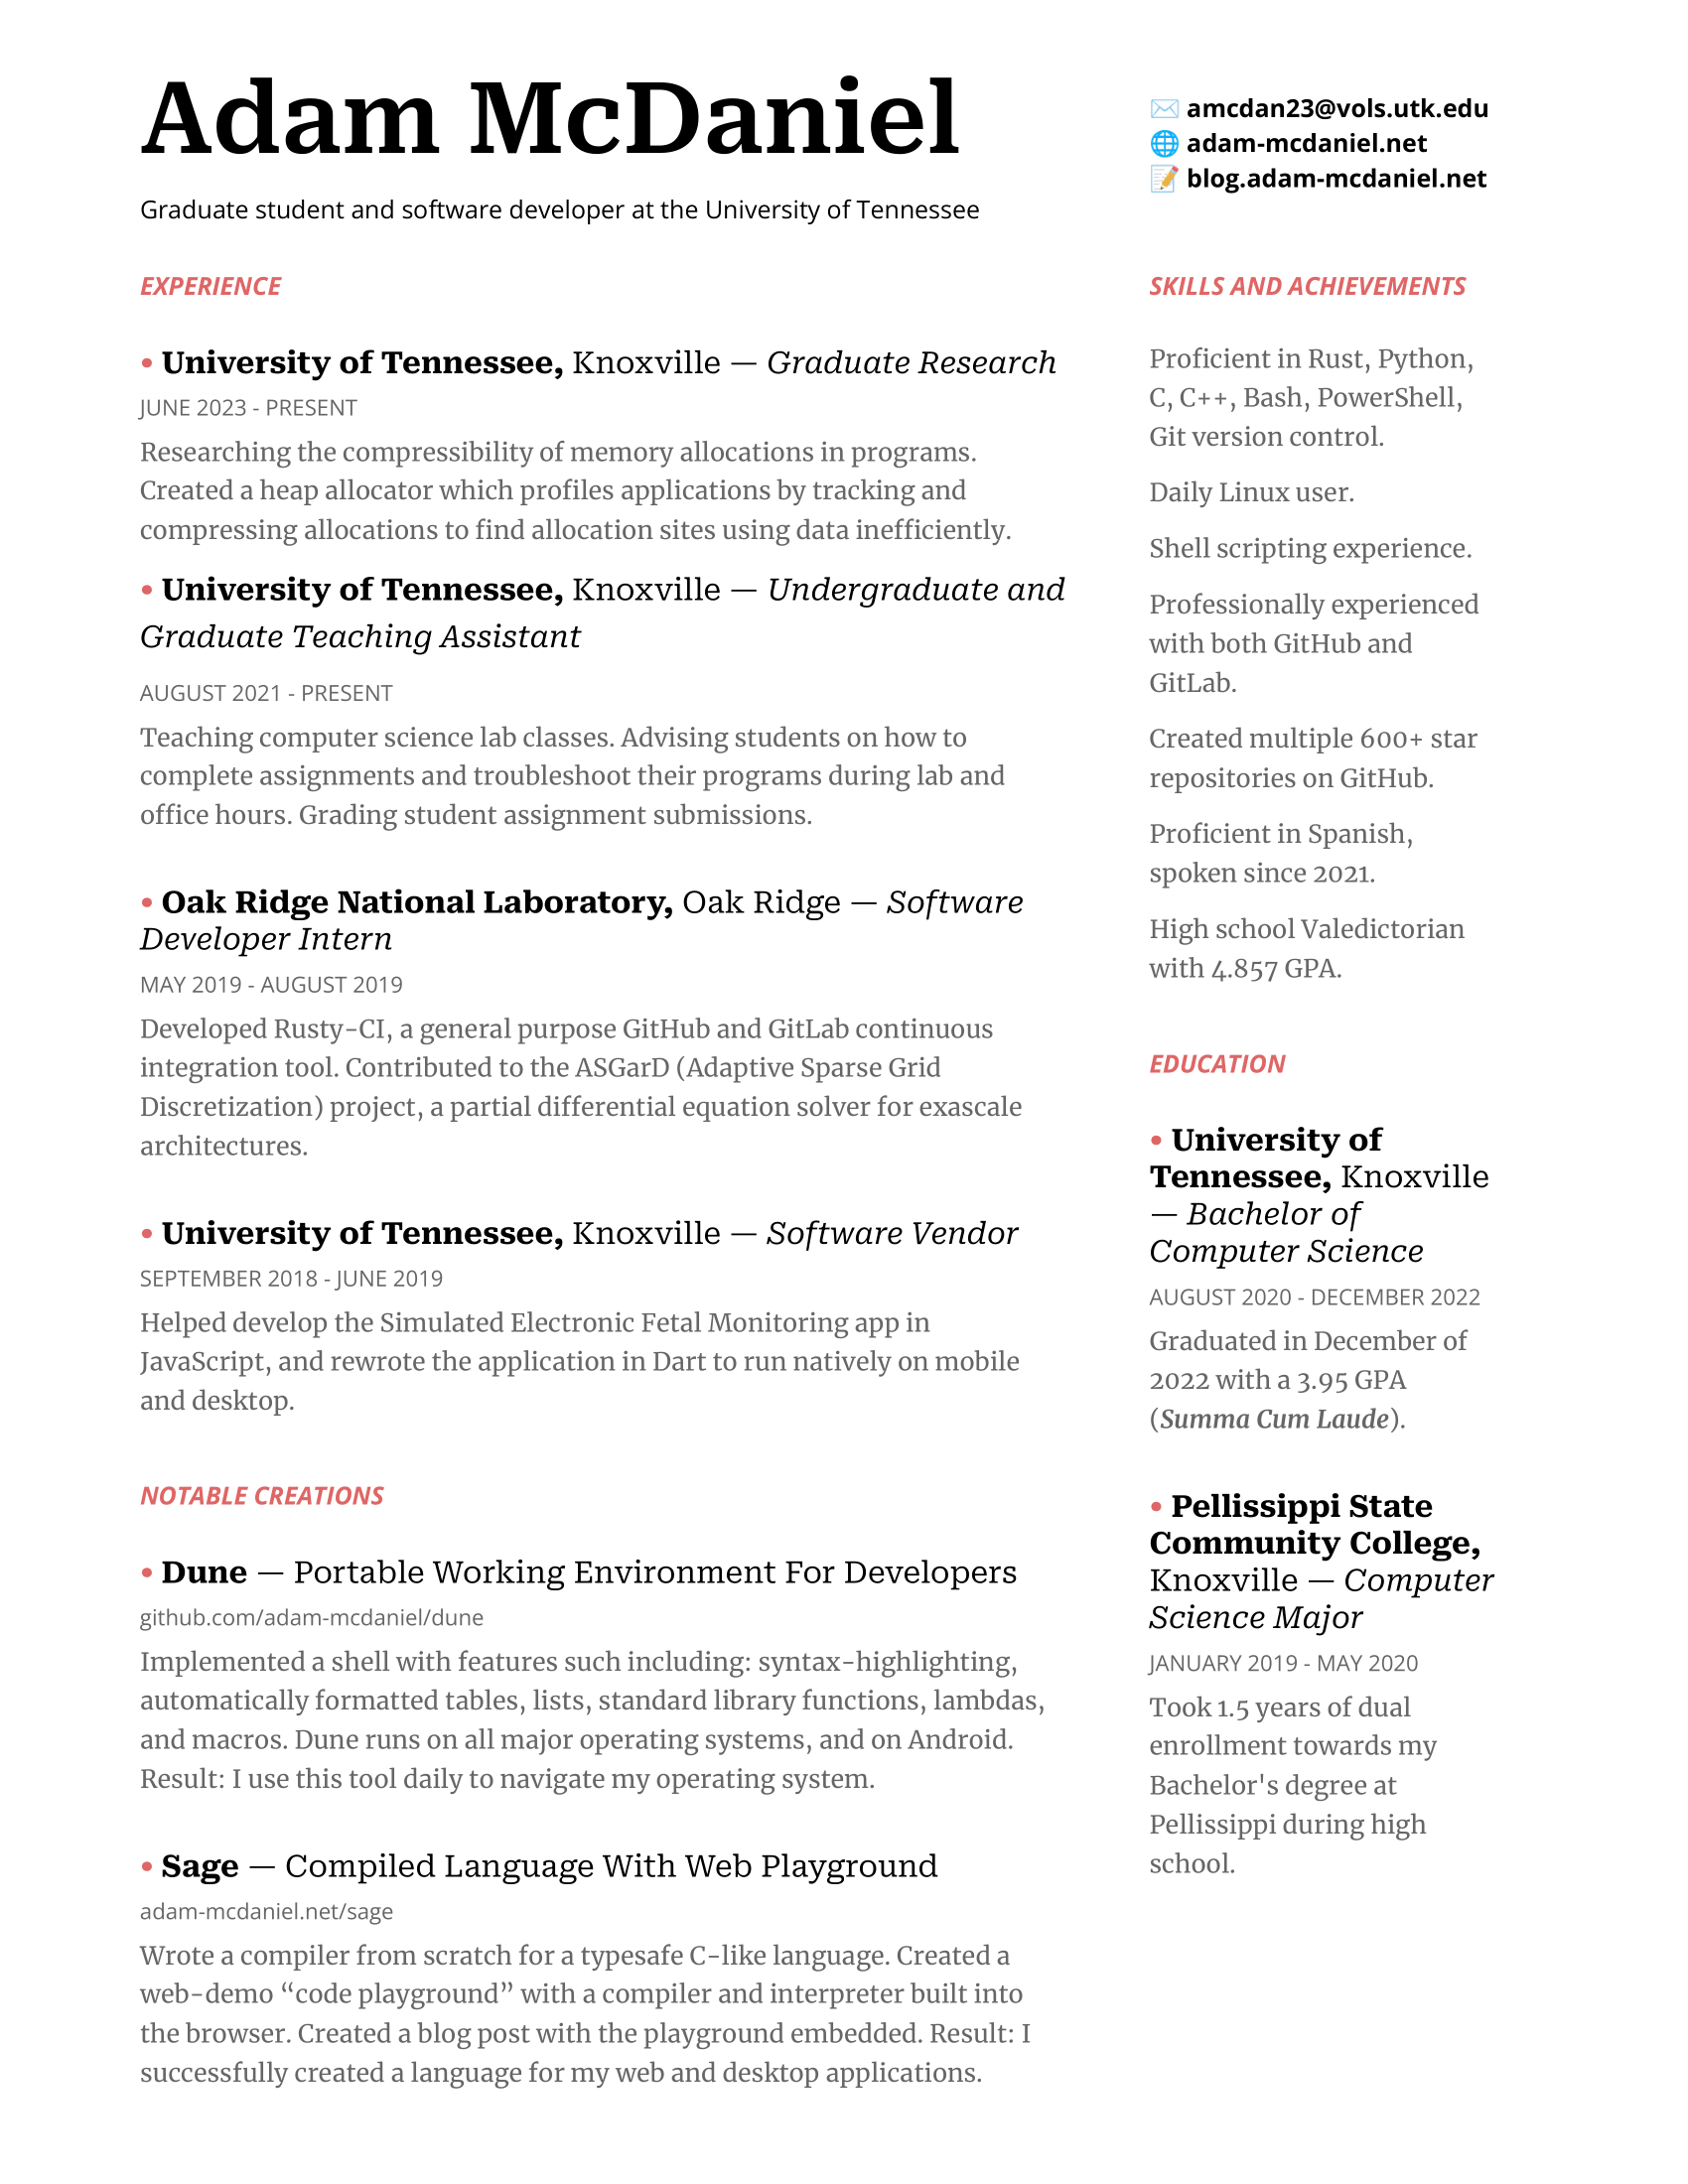 Adam McDaniel
Graduate student and software developer at the University of Tennessee
✉️ amcdan23@vols.utk.edu
🌐 adam-mcdaniel.net
📝 blog.adam-mcdaniel.net
EXPERIENCE
• University of Tennessee, Knoxville — Graduate Research
JUNE 2023 - PRESENT
Researching the compressibility of memory allocations in programs.
Created a heap allocator which profiles applications by tracking and
compressing allocations to find allocation sites using data inefficiently.
• University of Tennessee, Knoxville — Undergraduate and
Graduate Teaching Assistant
AUGUST 2021 - PRESENT
Teaching computer science lab classes. Advising students on how to
complete assignments and troubleshoot their programs during lab and
office hours. Grading student assignment submissions.
• Oak Ridge National Laboratory, Oak Ridge — Software
Developer Intern
MAY 2019 - AUGUST 2019
Developed Rusty-CI, a general purpose GitHub and GitLab continuous
integration tool. Contributed to the ASGarD (Adaptive Sparse Grid
Discretization) project, a partial differential equation solver for exascale
architectures.
• University of Tennessee, Knoxville — Software Vendor
SEPTEMBER 2018 - JUNE 2019
Helped develop the Simulated Electronic Fetal Monitoring app in
JavaScript, and rewrote the application in Dart to run natively on mobile
and desktop.
NOTABLE CREATIONS
• Dune — Portable Working Environment For Developers
github.com/adam-mcdaniel/dune
Implemented a shell with features such including: syntax-highlighting,
automatically formatted tables, lists, standard library functions, lambdas,
and macros. Dune runs on all major operating systems, and on Android.
Result: I use this tool daily to navigate my operating system.
• Sage — Compiled Language With Web Playground
adam-mcdaniel.net/sage
Wrote a compiler from scratch for a typesafe C-like language. Created a
web-demo “code playground” with a compiler and interpreter built into
the browser. Created a blog post with the playground embedded. Result: I
successfully created a language for my web and desktop applications.
SKILLS AND ACHIEVEMENTS
Proficient in Rust, Python,
C, C++, Bash, PowerShell,
Git version control.
Daily Linux user.
Shell scripting experience.
Professionally experienced
with both GitHub and
GitLab.
Created multiple 600+ star
repositories on GitHub.
Proficient in Spanish,
spoken since 2021.
High school Valedictorian
with 4.857 GPA.
EDUCATION
• University of
Tennessee, Knoxville
— Bachelor of
Computer Science
AUGUST 2020 - DECEMBER 2022
Graduated in December of
2022 with a 3.95 GPA
(Summa Cum Laude).
• Pellissippi State
Community College,
Knoxville — Computer
Science Major
JANUARY 2019 - MAY 2020
Took 1.5 years of dual
enrollment towards my
Bachelor's degree at
Pellissippi during high
school.